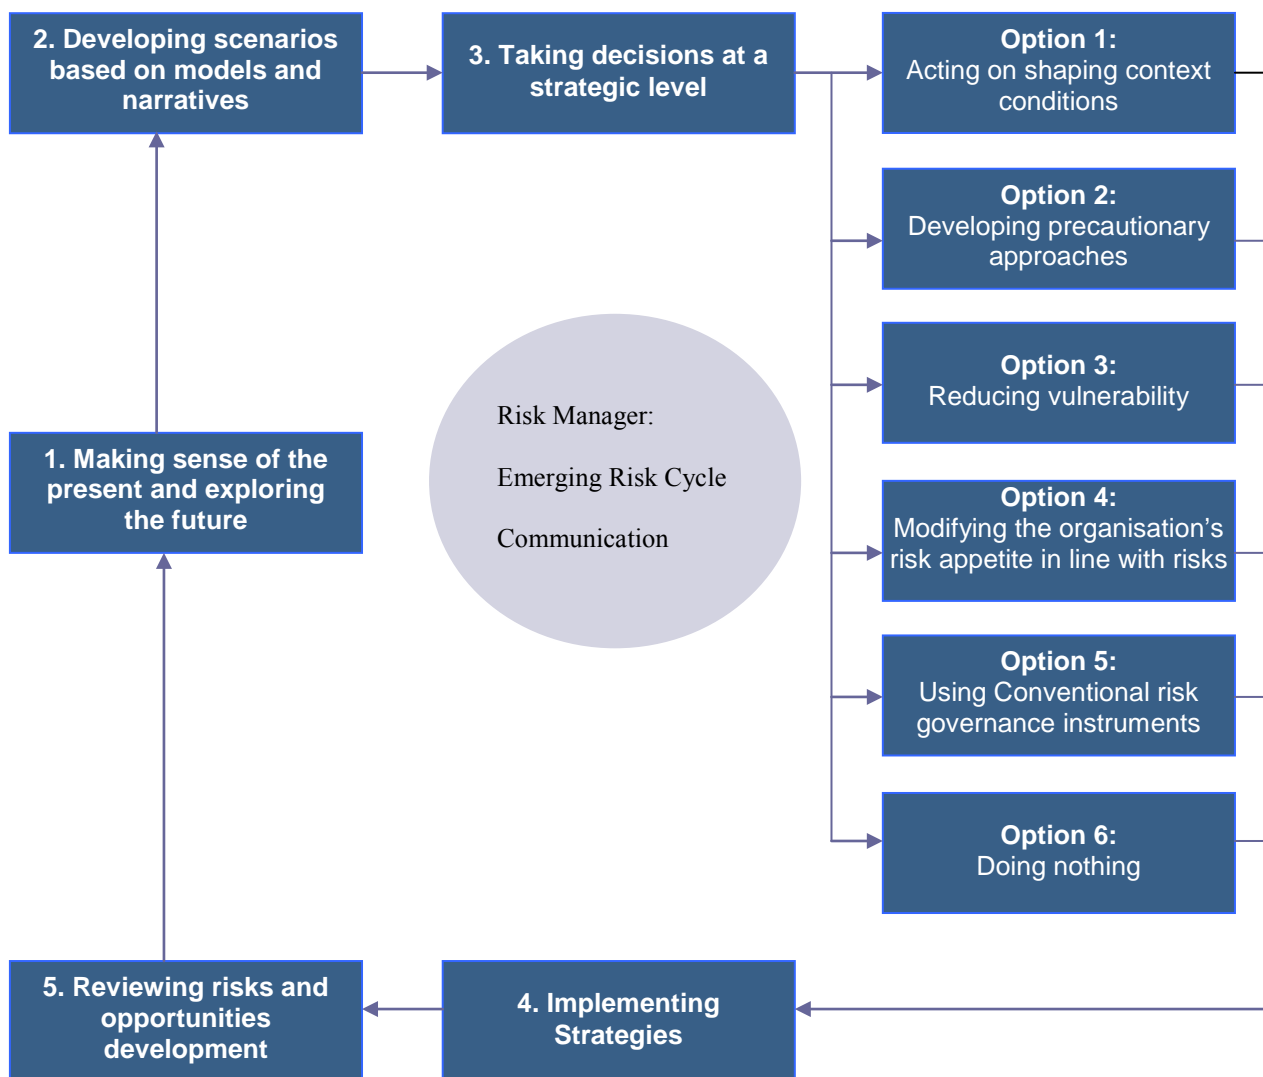 2. Developing scenarios
based on models and
narratives
3. Taking decisions at a
strategic level
Option 1:
Acting on shaping context
conditions
Option 2:
Developing precautionary
approaches
Option 3:
Reducing vulnerability
Risk Manager:
Emerging Risk Cycle
Communication
1. Making sense of the
present and exploring
the future
Option 4:
Modifying the organisation’s
risk appetite in line with risks
Option 5:
Using Conventional risk
governance instruments
Option 6:
Doing nothing
5. Reviewing risks and
opportunities
development
4. Implementing
Strategies